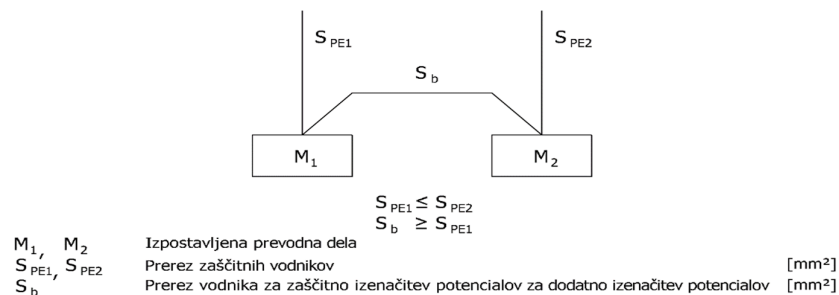 S PE1 S PE2
S b
M 1 M 2
S PE1 ≤ S PE2
S b ≥ S PE1
M 1, M 2 Izpostavljena prevodna dela
S PE1, S PE2 Prerez zaščitnih vodnikov [mm²]
S b Prerez vodnika za zaščitno izenačitev potencialov za dodatno izenačitev potencialov [mm²]